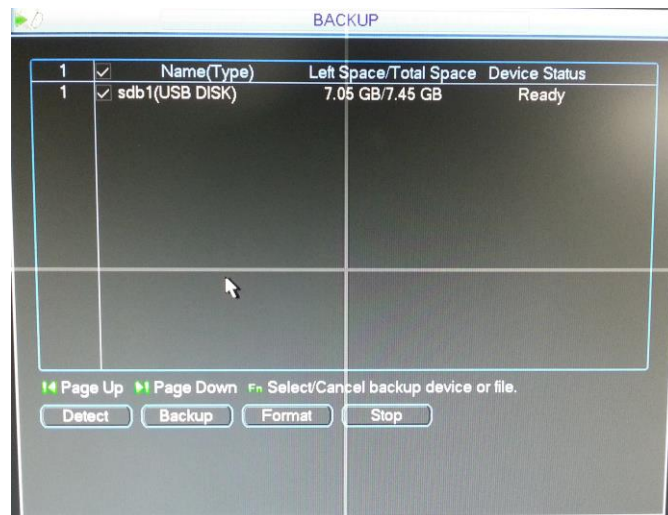 BACKUP
1 Name(Type) Left Space/Total Space Device Status
1 sdb1(USB DISK) 7.05 GB/7.45 GB Ready
Page Up Page Down Fn Select/Cancel backup device or file.
Detect Backup Format Stop